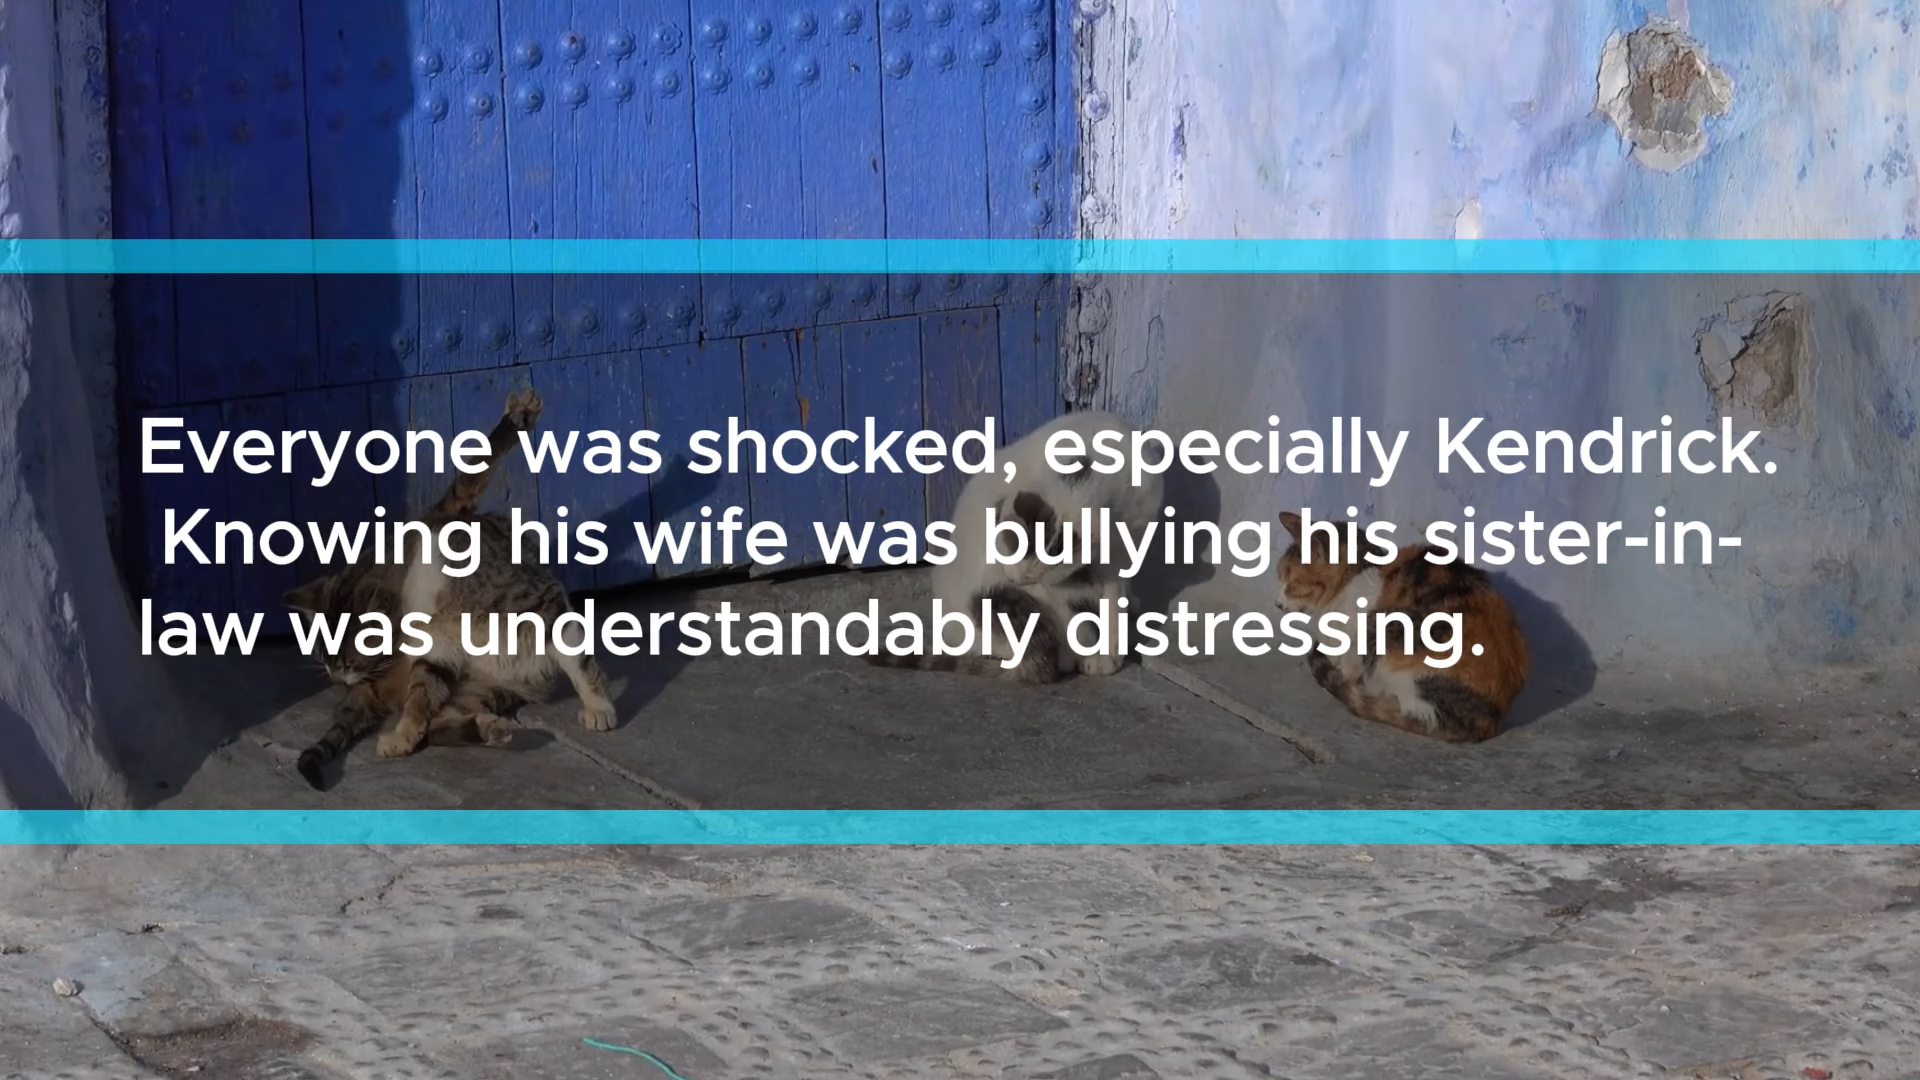 Everyone was shocked, especially Kendrick.
Knowing his wife was bullying his sister-in-
law was understandably distressing.